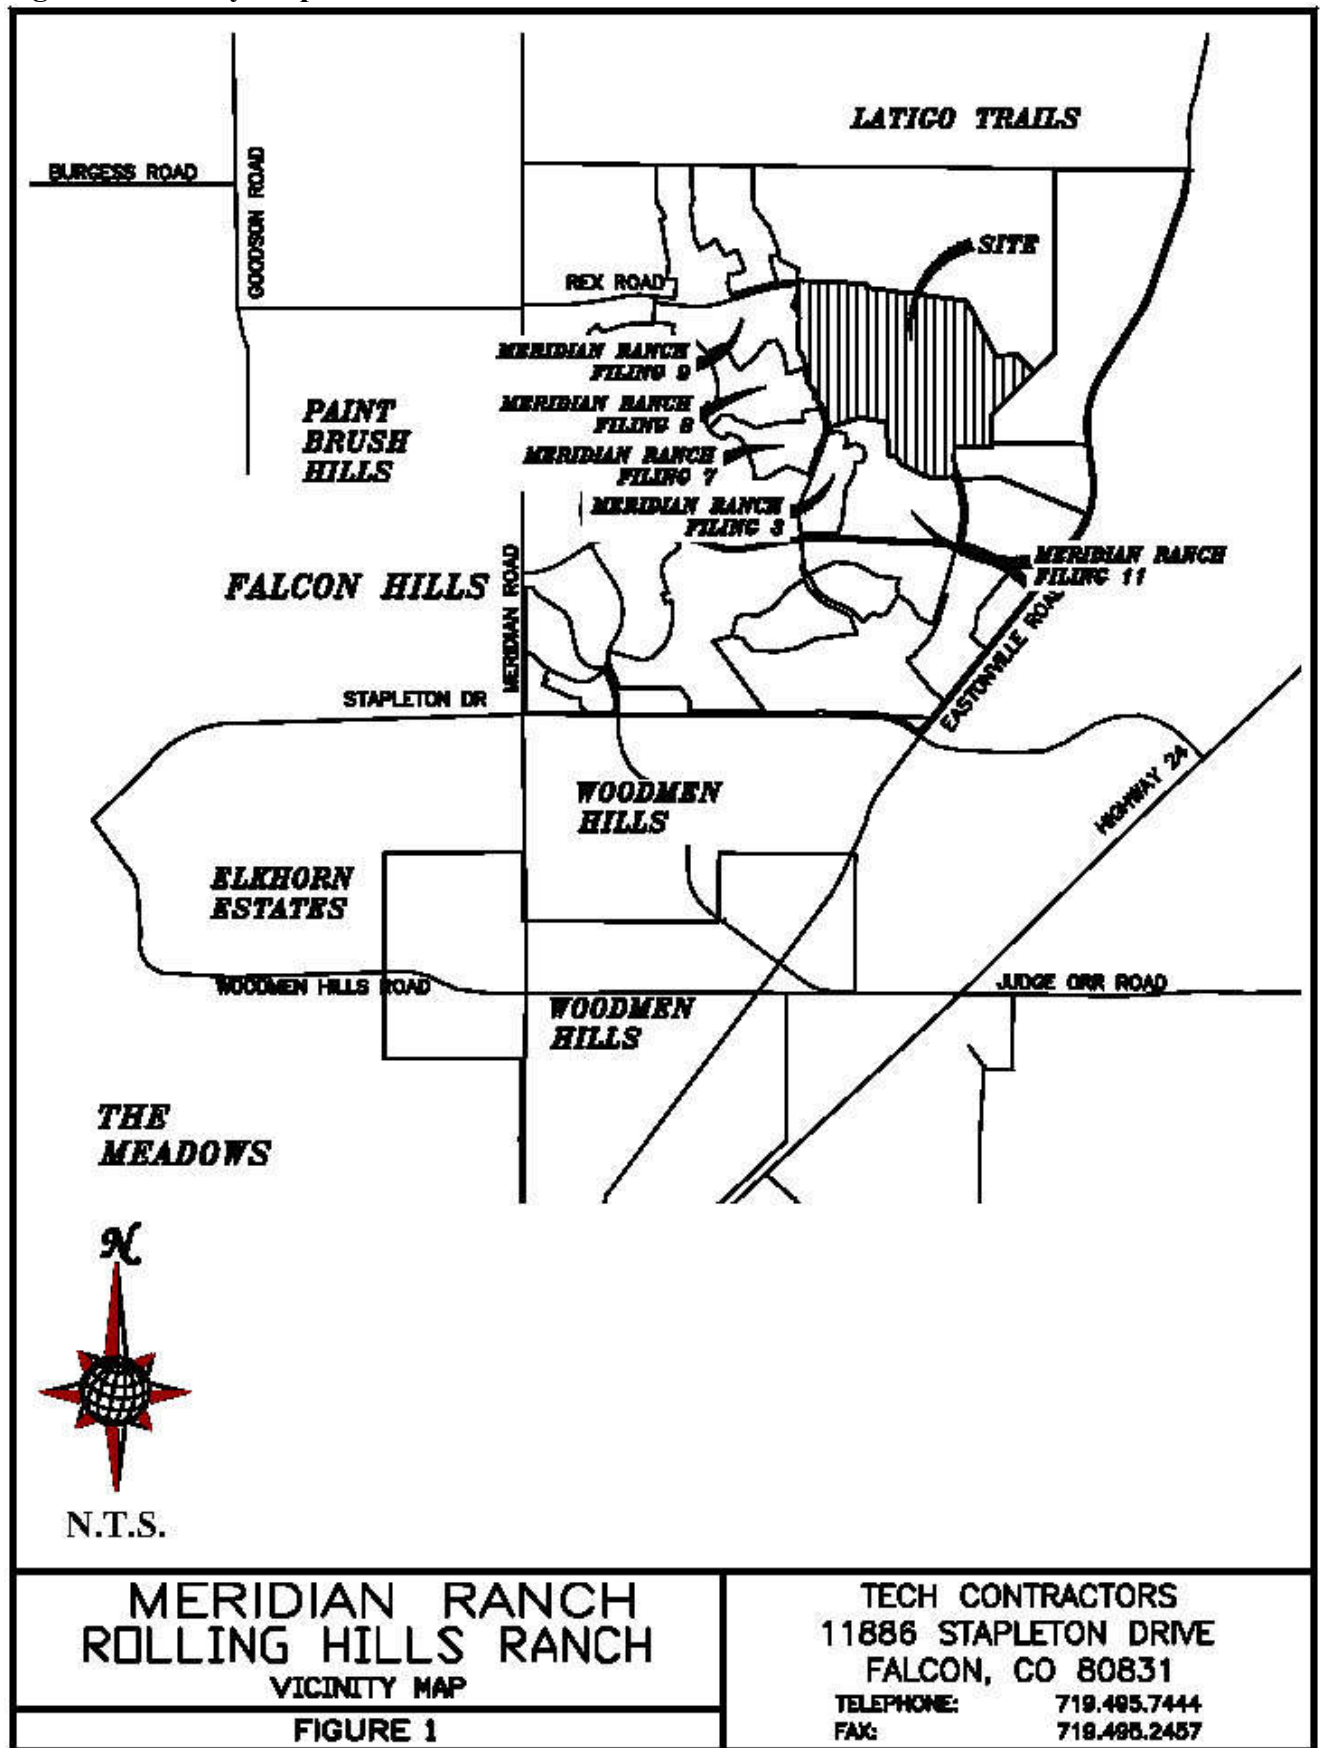 LATIGO TRAILS
BURGESS ROAD
GOODSON ROAD
SITE
REX ROAD
MERIDIAN RANCH
FILING 9
MERIDIAN RANCH
FILING 8
PAINT
BRUSH
HILLS
MERIDIAN RANCH
FILING 7
MERIDIAN RANCH
FILING 3
MERIDIAN RANCH
FILING 11
FALCON HILLS
MERIDIAN ROAD
EASTONVILLE ROAD
STAPLETON DR
HIGHWAY 24
WOODMEN
HILLS
ELKHORN
ESTATES
WOODMEN HILLS ROAD
JUDGE ORR ROAD
WOODMEN
HILLS
THE
MEADOWS
N
N.T.S.
MERIDIAN RANCH
ROLLING HILLS RANCH
VICINITY MAP
FIGURE 1
TECH CONTRACTORS
11886 STAPLETON DRIVE
FALCON, CO 80831
TELEPHONE: 719.495.7444
FAX: 719.495.2457